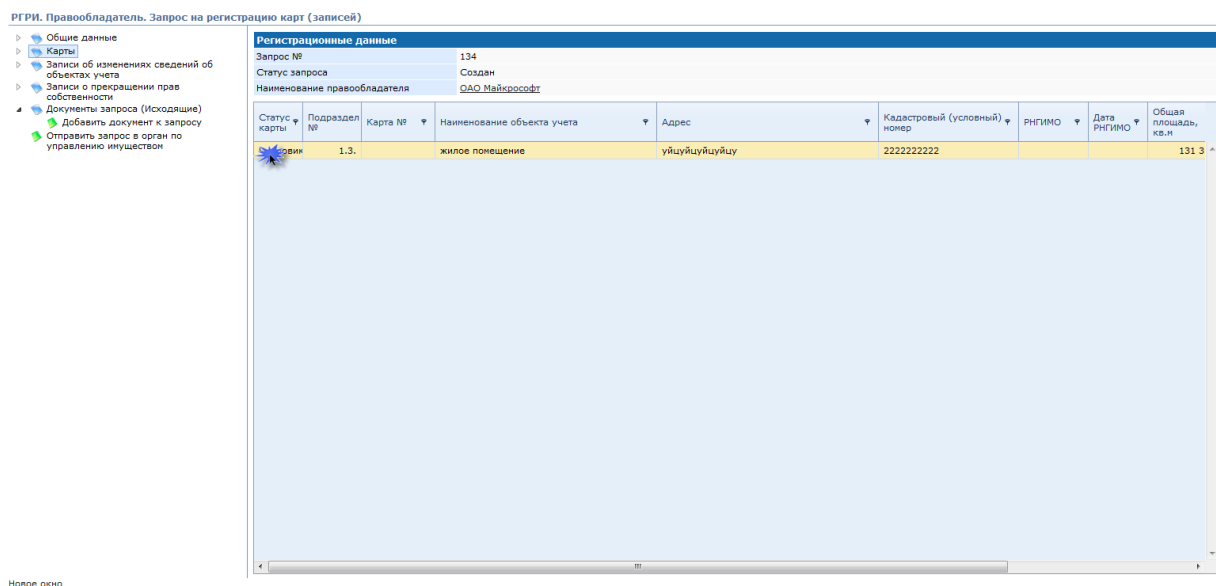 РГРИ. Правообладатель. Запрос на регистрацию карт (записей)
Общие данные
Карты
Записи об изменениях сведений об
объектах учета
Записи о прекращении прав
собственности
Документы запроса (Исходящие)
Добавить документ к запросу
Отправить запрос в орган по
управлению имуществом
Регистрационные данные
Запрос № 134
Статус запроса Создан
Наименование правообладателя ОАО Майкрософт
Статус карты Подраздел № Карта № Наименование объекта учета Адрес Кадастровый (условный) номер РНГИМО Дата РНГИМО Общая площадь, кв.м
1.3. жилое помещение уйцуйцуйцуйцу 2222222222 131 3
Новое окно